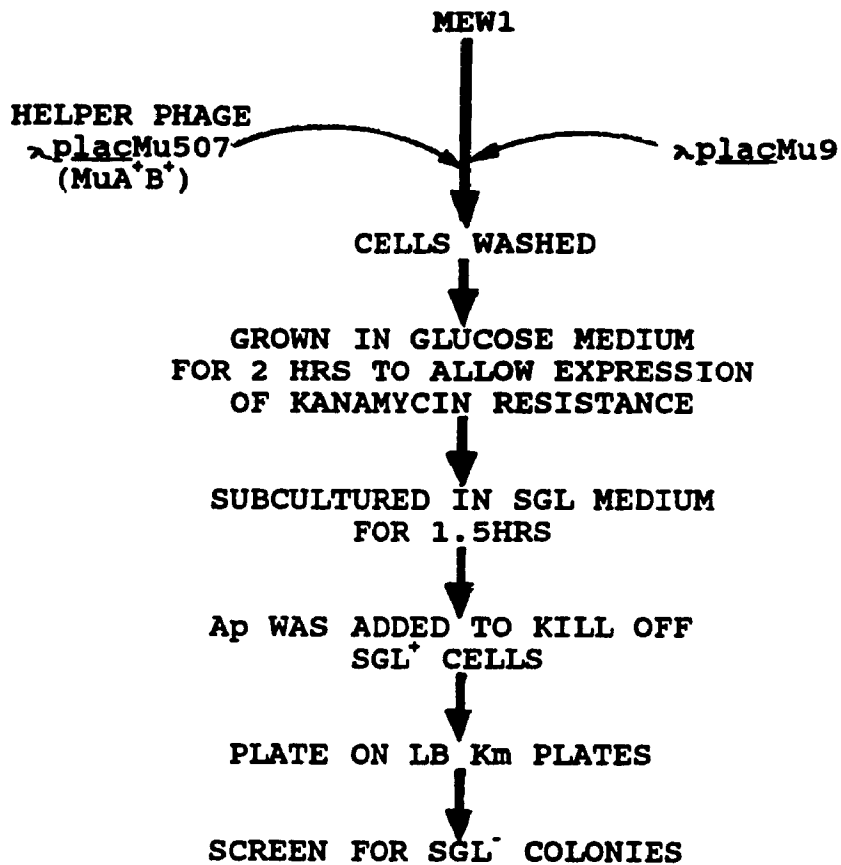 MEW1
HELPER PHAGE
λplacMu507
(MuA⁺B⁺)
λplacMu9
CELLS WASHED
GROWN IN GLUCOSE MEDIUM
FOR 2 HRS TO ALLOW EXPRESSION
OF KANAMYCIN RESISTANCE
SUBCULTURED IN SGL MEDIUM
FOR 1.5HRS
Ap WAS ADDED TO KILL OFF
SGL⁺ CELLS
PLATE ON LB Km PLATES
SCREEN FOR SGL⁻ COLONIES